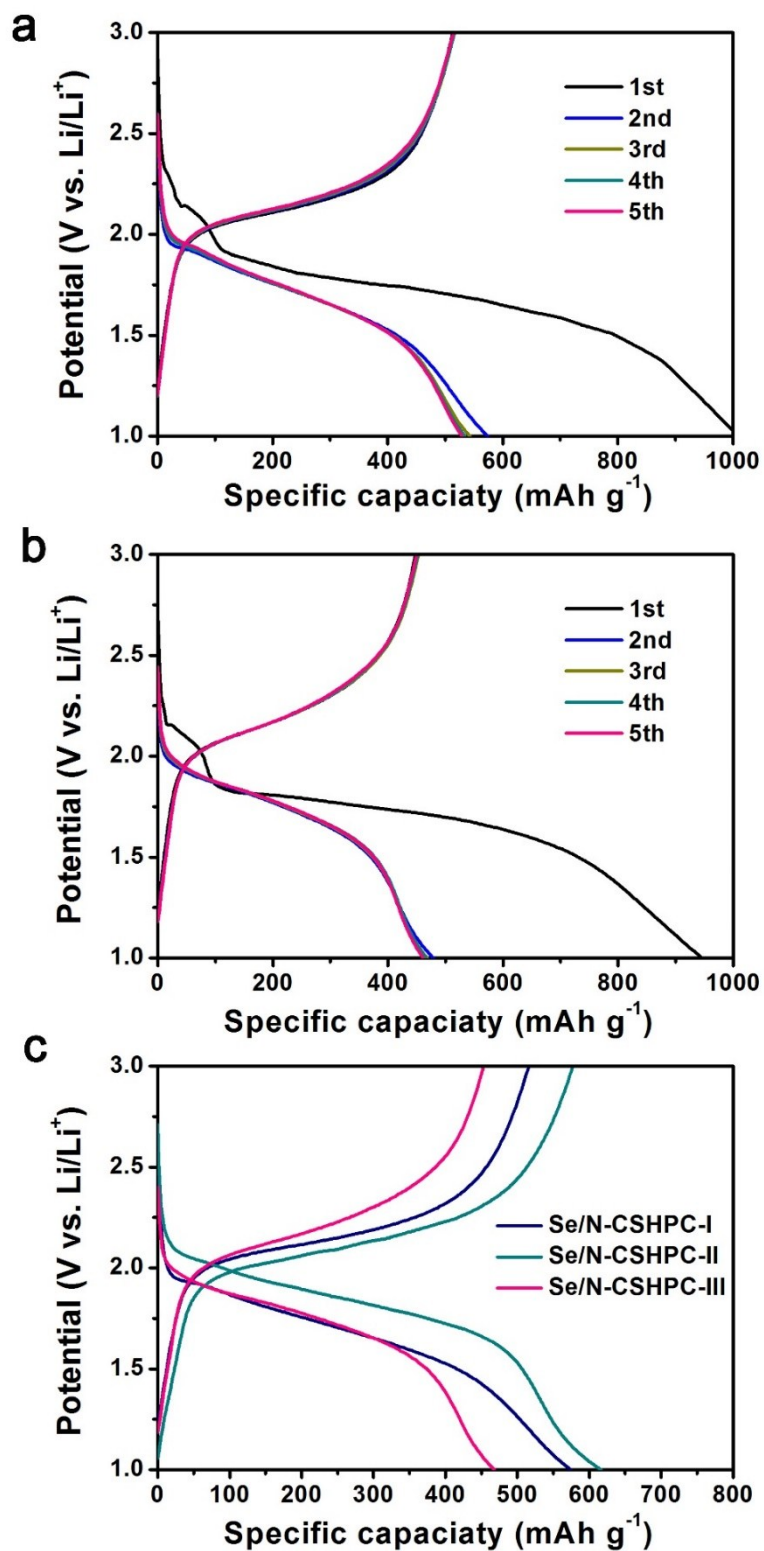 a
3.0
2.5
2.0
1.5
1.0
Potential (V vs. Li/Li+)
1st
2nd
3rd
4th
5th
0 200 400 600 800 1000
Specific capaciaty (mAh g-1)
b
3.0
2.5
2.0
1.5
1.0
Potential (V vs. Li/Li+)
1st
2nd
3rd
4th
5th
0 200 400 600 800 1000
Specific capaciaty (mAh g-1)
c
3.0
2.5
2.0
1.5
1.0
Potential (V vs. Li/Li+)
Se/N-CSHPC-I
Se/N-CSHPC-II
Se/N-CSHPC-III
0 100 200 300 400 500 600 700 800
Specific capaciaty (mAh g-1)